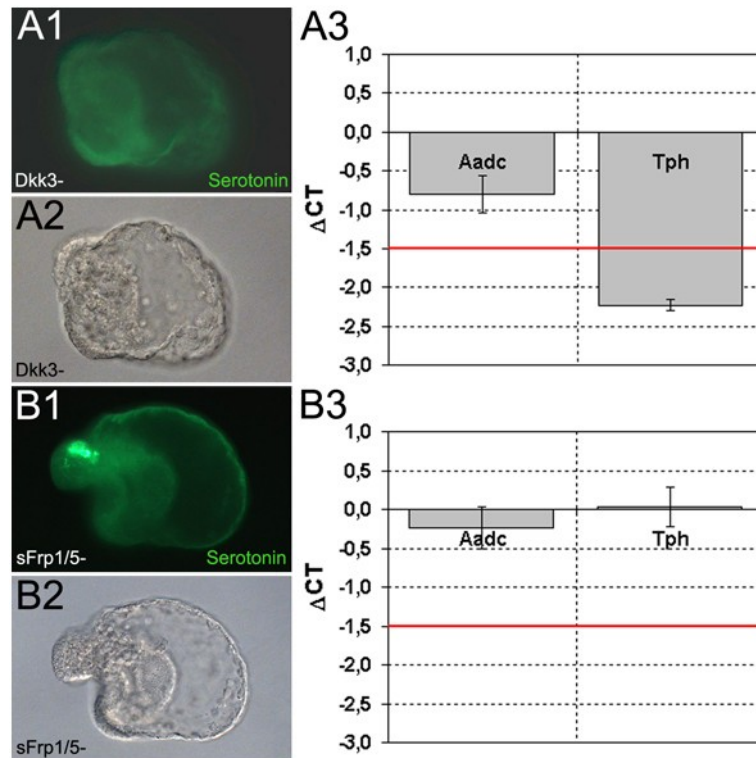 A1
Dkk3-
Serotonin
A2
Dkk3-
B1
sFrp1/5-
Serotonin
B2
sFrp1/5-
A3
1,0
0,5
0,0
-0,5
-1,0
-1,5
-2,0
-2,5
-3,0
ΔCT
Aadc
Tph
B3
1,0
0,5
0,0
-0,5
-1,0
-1,5
-2,0
-2,5
-3,0
ΔCT
Aadc
Tph